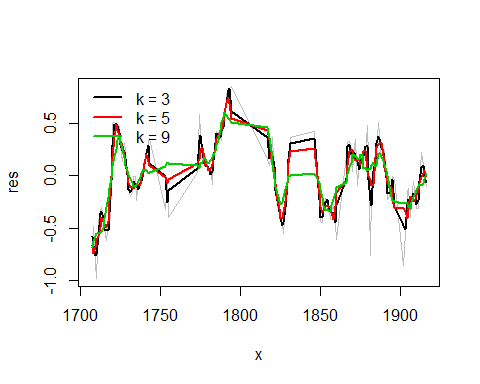 k = 3
k = 5
k = 9
res
0.5
0.0
-0.5
-1.0
1700 1750 1800 1850 1900
x